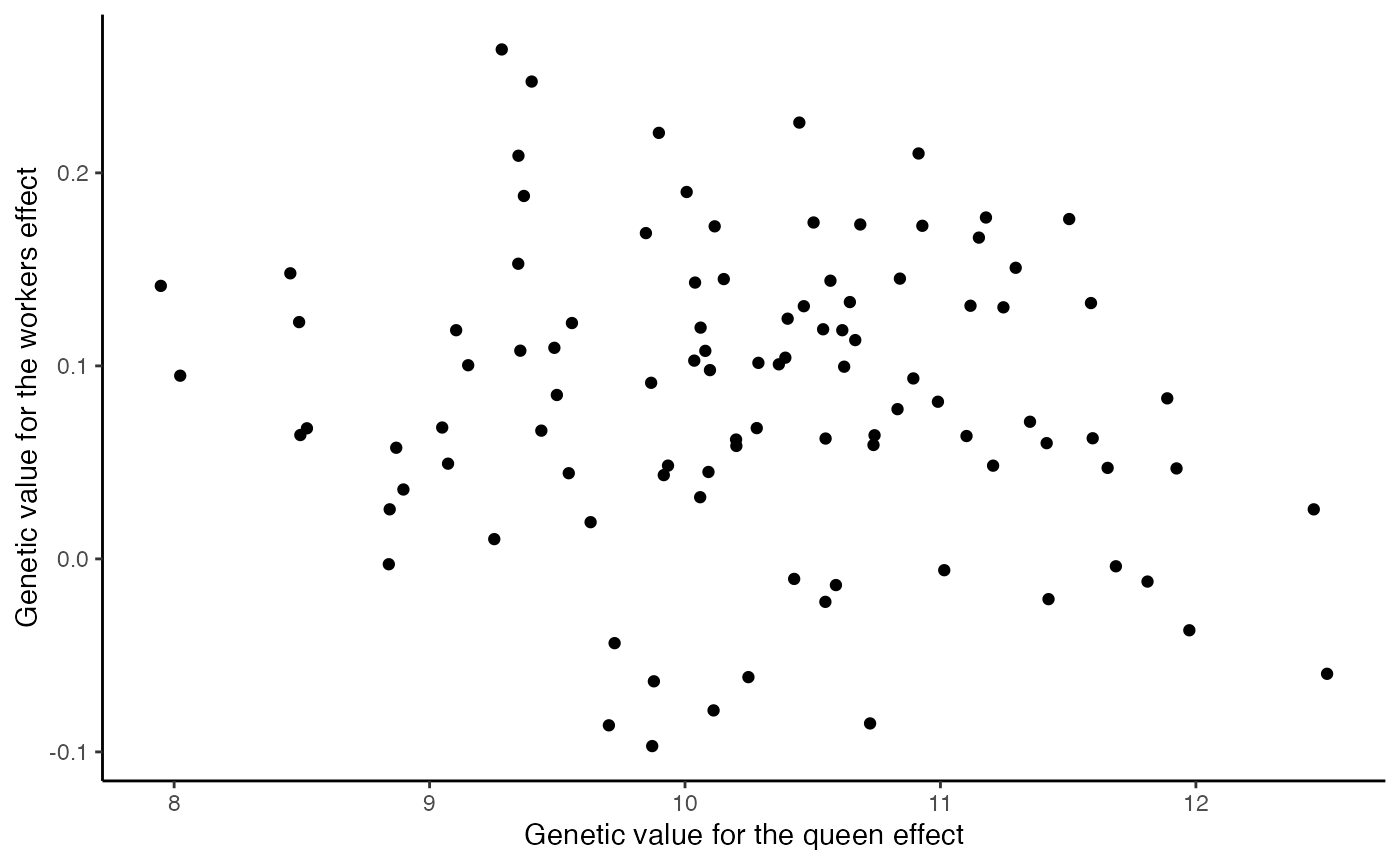 Genetic value for the workers effect
0.2
0.1
0.0
-0.1
8 9 10 11 12
Genetic value for the queen effect